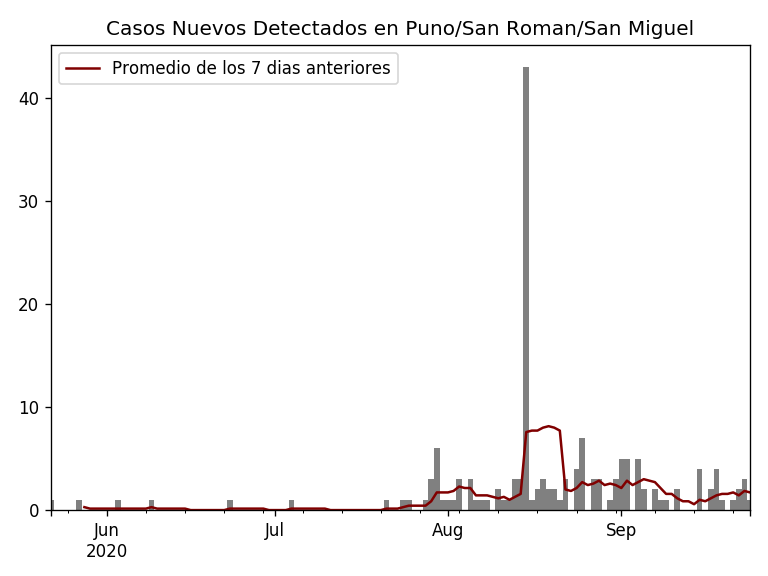 Casos Nuevos Detectados en Puno/San Roman/San Miguel
Promedio de los 7 dias anteriores
40
30
20
10
0
Jun
2020
Jul
Aug
Sep